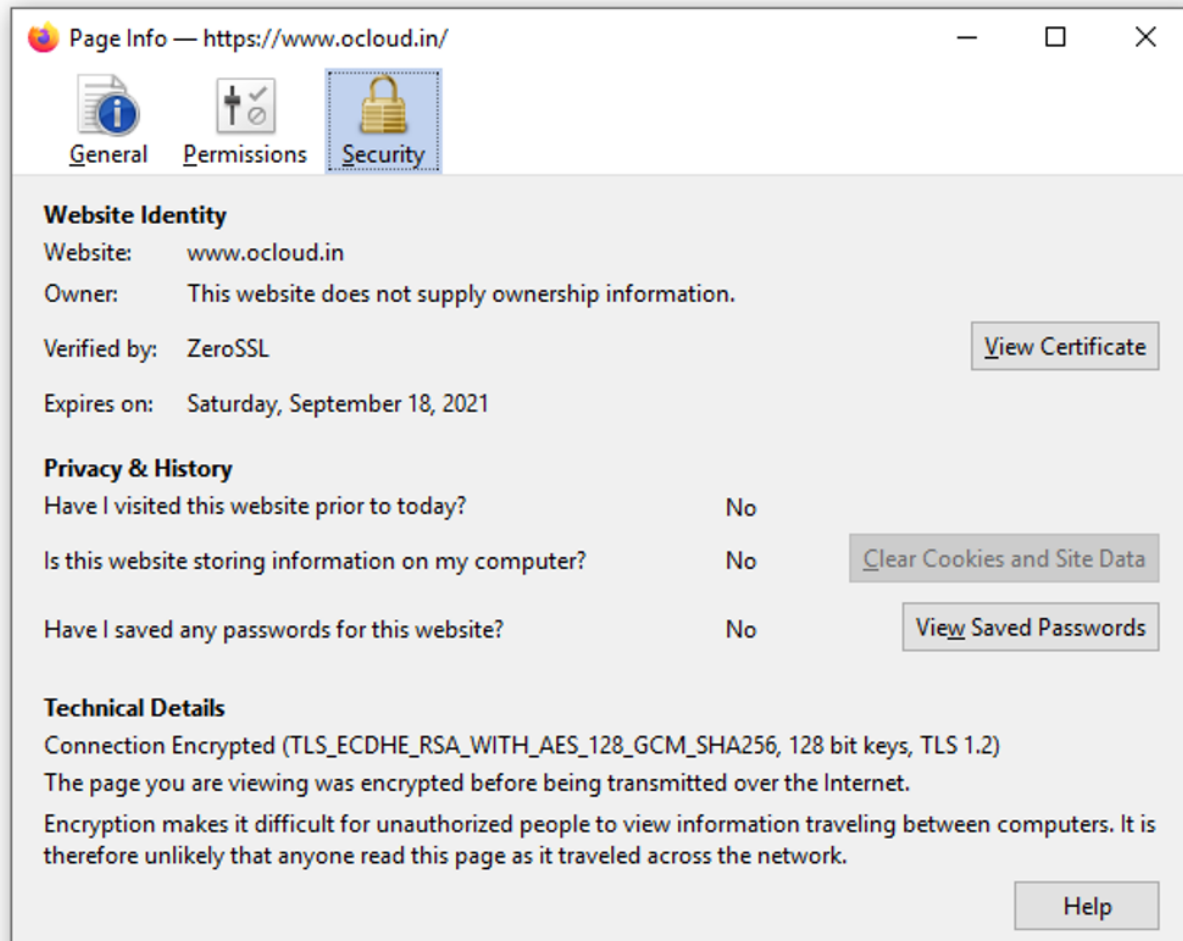 Page Info — https://www.ocloud.in/
General Permissions Security
Website Identity
Website: www.ocloud.in
Owner: This website does not supply ownership information.
Verified by: ZeroSSL View Certificate
Expires on: Saturday, September 18, 2021
Privacy & History
Have I visited this website prior to today? No
Is this website storing information on my computer? No Clear Cookies and Site Data
Have I saved any passwords for this website? No View Saved Passwords
Technical Details
Connection Encrypted (TLS_ECDHE_RSA_WITH_AES_128_GCM_SHA256, 128 bit keys, TLS 1.2)
The page you are viewing was encrypted before being transmitted over the Internet.
Encryption makes it difficult for unauthorized people to view information traveling between computers. It is
therefore unlikely that anyone read this page as it traveled across the network.
Help